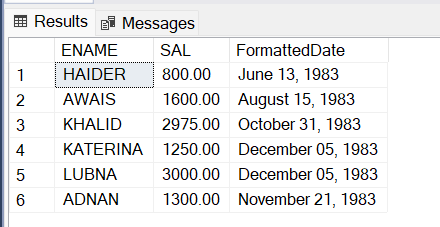 Results Messages
ENAME SAL FormattedDate
1 HAIDER 800.00 June 13, 1983
2 AWAIS 1600.00 August 15, 1983
3 KHALID 2975.00 October 31, 1983
4 KATERINA 1250.00 December 05, 1983
5 LUBNA 3000.00 December 05, 1983
6 ADNAN 1300.00 November 21, 1983